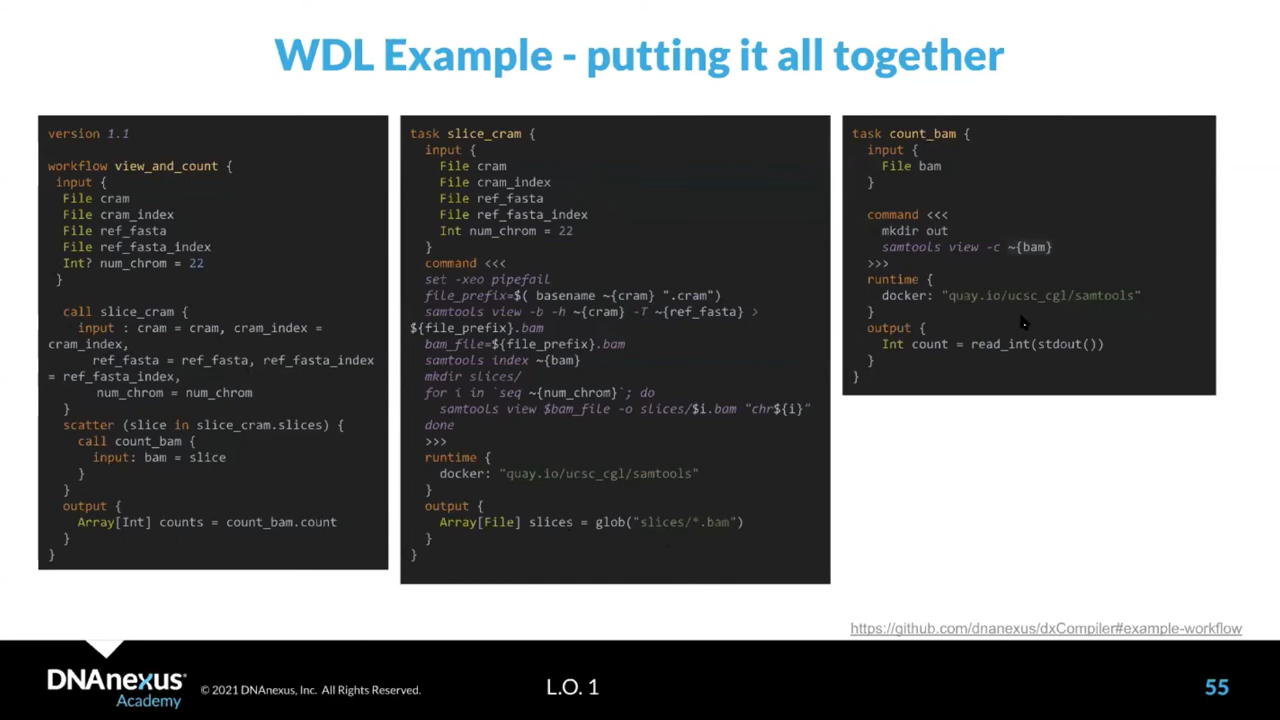 WDL Example - putting it all together
version 1.1
workflow view_and_count {
input {
File cram
File cram_index
File ref_fasta
File ref_fasta_index
Int? num_chrom = 22
}
call slice_cram {
input : cram = cram, cram_index =
cram_index,
ref_fasta = ref_fasta, ref_fasta_index
= ref_fasta_index,
num_chrom = num_chrom
}
scatter (slice in slice_cram.slices) {
call count_bam {
input: bam = slice
}
}
output {
Array[Int] counts = count_bam.count
}
}
task slice_cram {
input {
File cram
File cram_index
File ref_fasta
File ref_fasta_index
Int num_chrom = 22
}
command <<<
set -xeo pipefail
file_prefix=$( basename ~{cram} ".cram")
samtools view -b -h ~{cram} -T ~{ref_fasta} >
${file_prefix}.bam
bam_file=${file_prefix}.bam
samtools index ~{bam}
mkdir slices/
for i in `seq ~{num_chrom}`; do
samtools view $bam_file -o slices/$i.bam "chr${i}"
done
>>>
runtime {
docker: "quay.io/ucsc_cgl/samtools"
}
output {
Array[File] slices = glob("slices/*.bam")
}
}
task count_bam {
input {
File bam
}
command <<<
mkdir out
samtools view -c ~{bam}
>>>
runtime {
docker: "quay.io/ucsc_cgl/samtools"
}
output {
Int count = read_int(stdout())
}
}
https://github.com/dnanexus/dxCompiler#example-workflow
DNAnexus®
Academy
© 2021 DNAnexus, Inc. All Rights Reserved.
L.O. 1
55